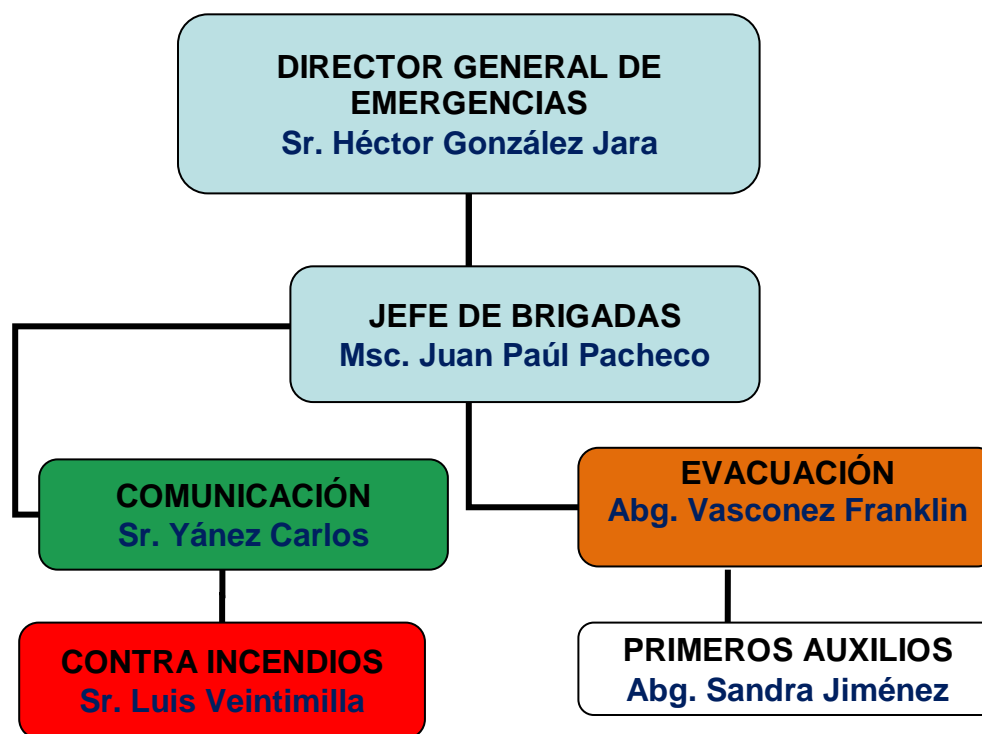 DIRECTOR GENERAL DE
EMERGENCIAS
Sr. Héctor González Jara
JEFE DE BRIGADAS
Msc. Juan Paúl Pacheco
COMUNICACIÓN
Sr. Yánez Carlos
EVACUACIÓN
Abg. Vasconez Franklin
CONTRA INCENDIOS
Sr. Luis Veintimilla
PRIMEROS AUXILIOS
Abg. Sandra Jiménez